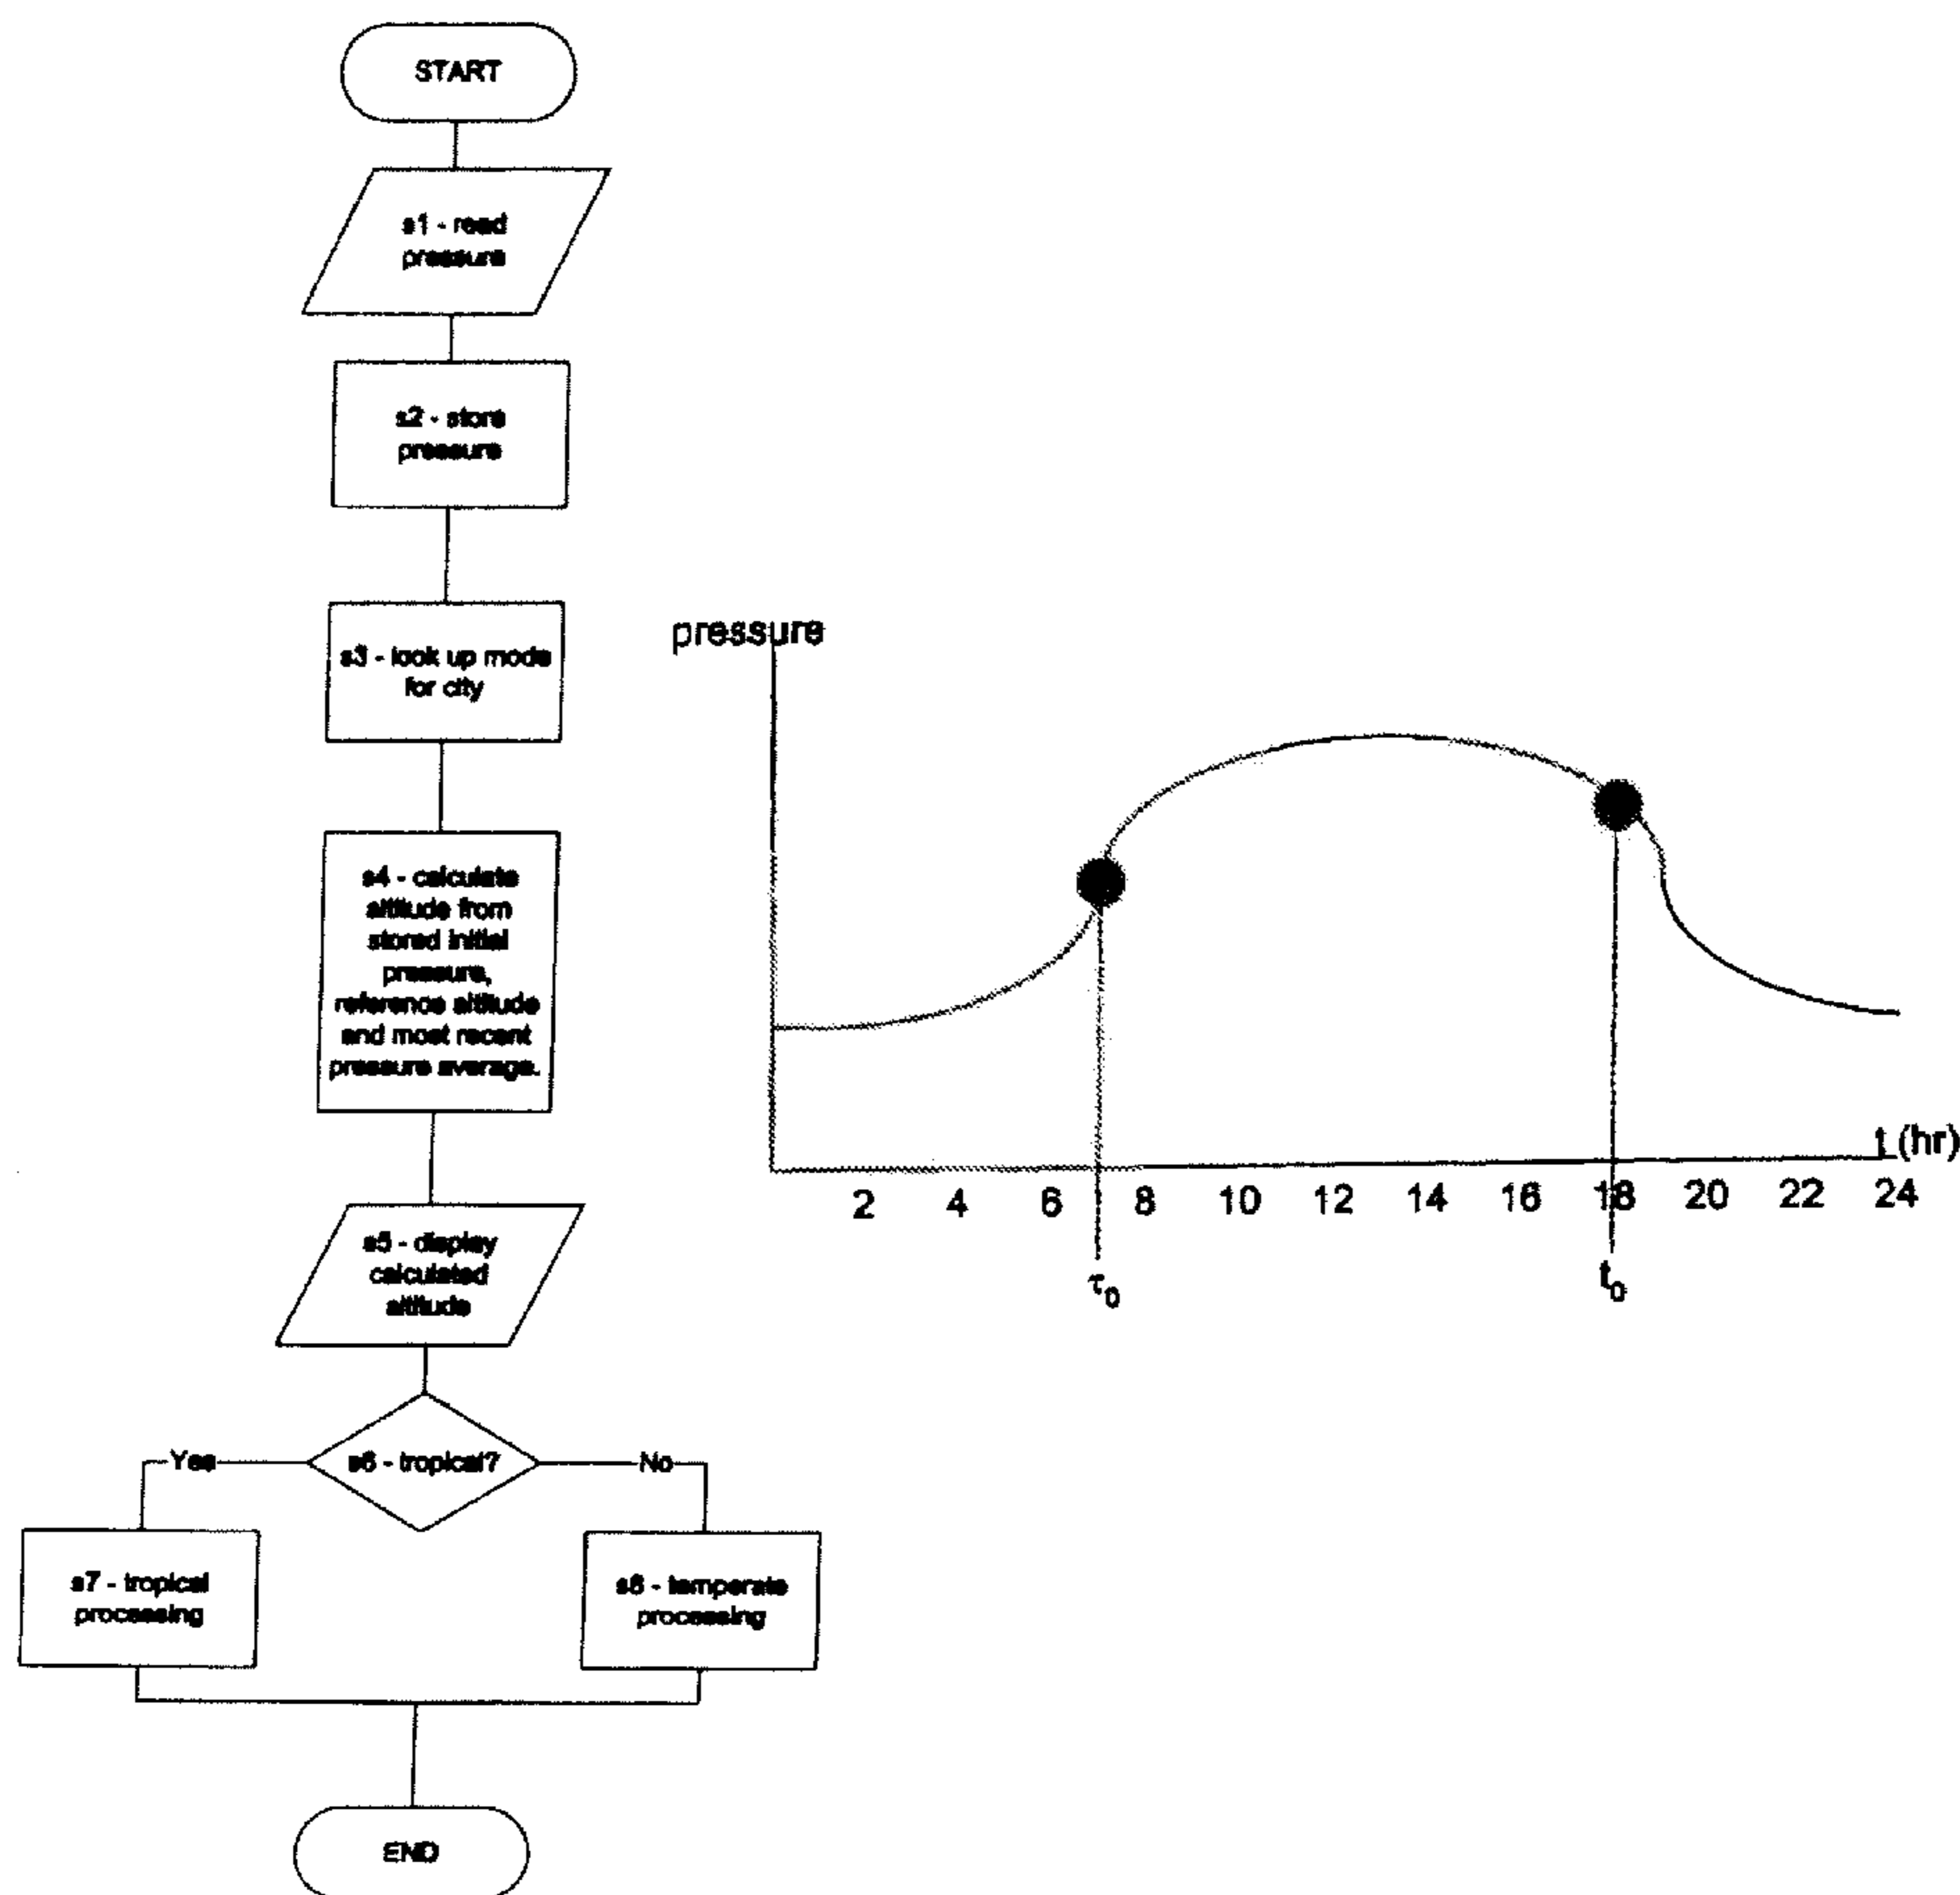 START
s1 - read
pressure
s2 - store
pressure
s3 - look up mode
for city
s4 - calculate
altitude from
stored initial
pressure,
reference altitude
and most recent
pressure average.
s5 - display
calculated
altitude
s6 - tropical?
Yes
No
s7 - tropical
processing
s8 - temperate
processing
END
pressure
t (hr)
2 4 6 8 10 12 14 16 18 20 22 24
τ0
t0